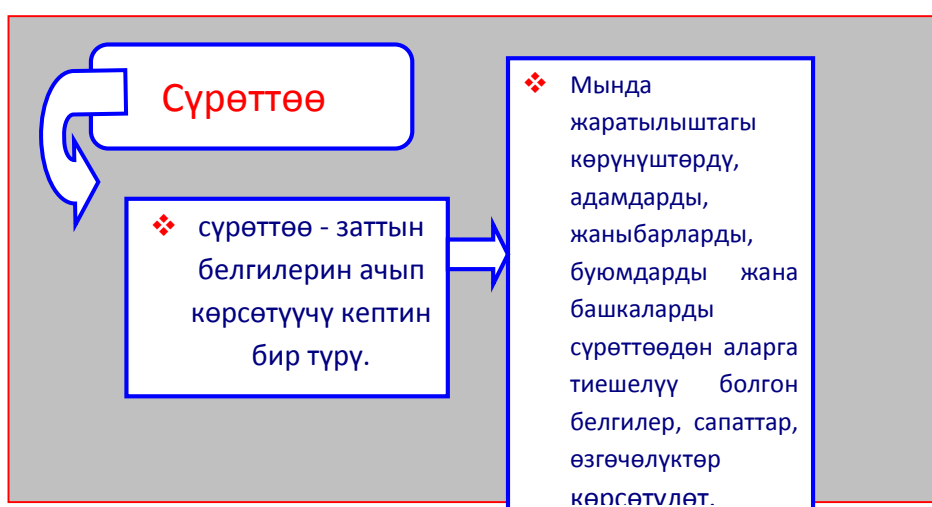 Сүрөттөө
❖ сүрөттөө - заттын
белгилерин ачып
көрсөтүүчү кептин
бир түрү.
❖ Мында
жаратылыштагы
көрүнүштөрдү,
адамдарды,
жаныбарларды,
буюмдарды жана
башкаларды
сүрөттөөдөн аларга
тиешелүү болгон
белгилер, сапаттар,
өзгөчөлүктөр
көрсөтүлөт.